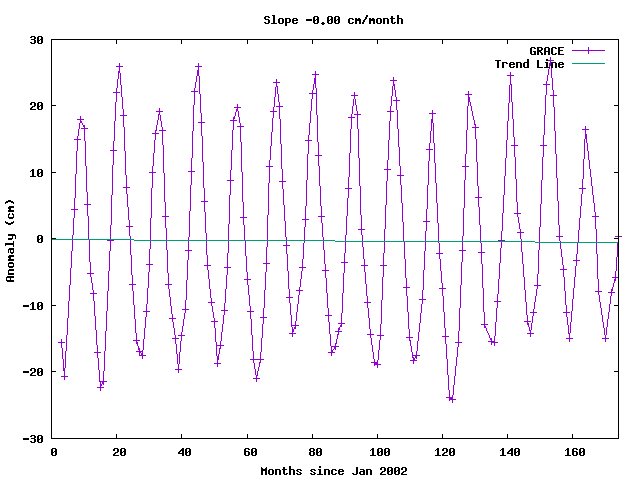 Slope -0.00 cm/month
GRACE
Trend Line
30
20
10
0
-10
-20
-30
Anomaly (cm)
0 20 40 60 80 100 120 140 160
Months since Jan 2002